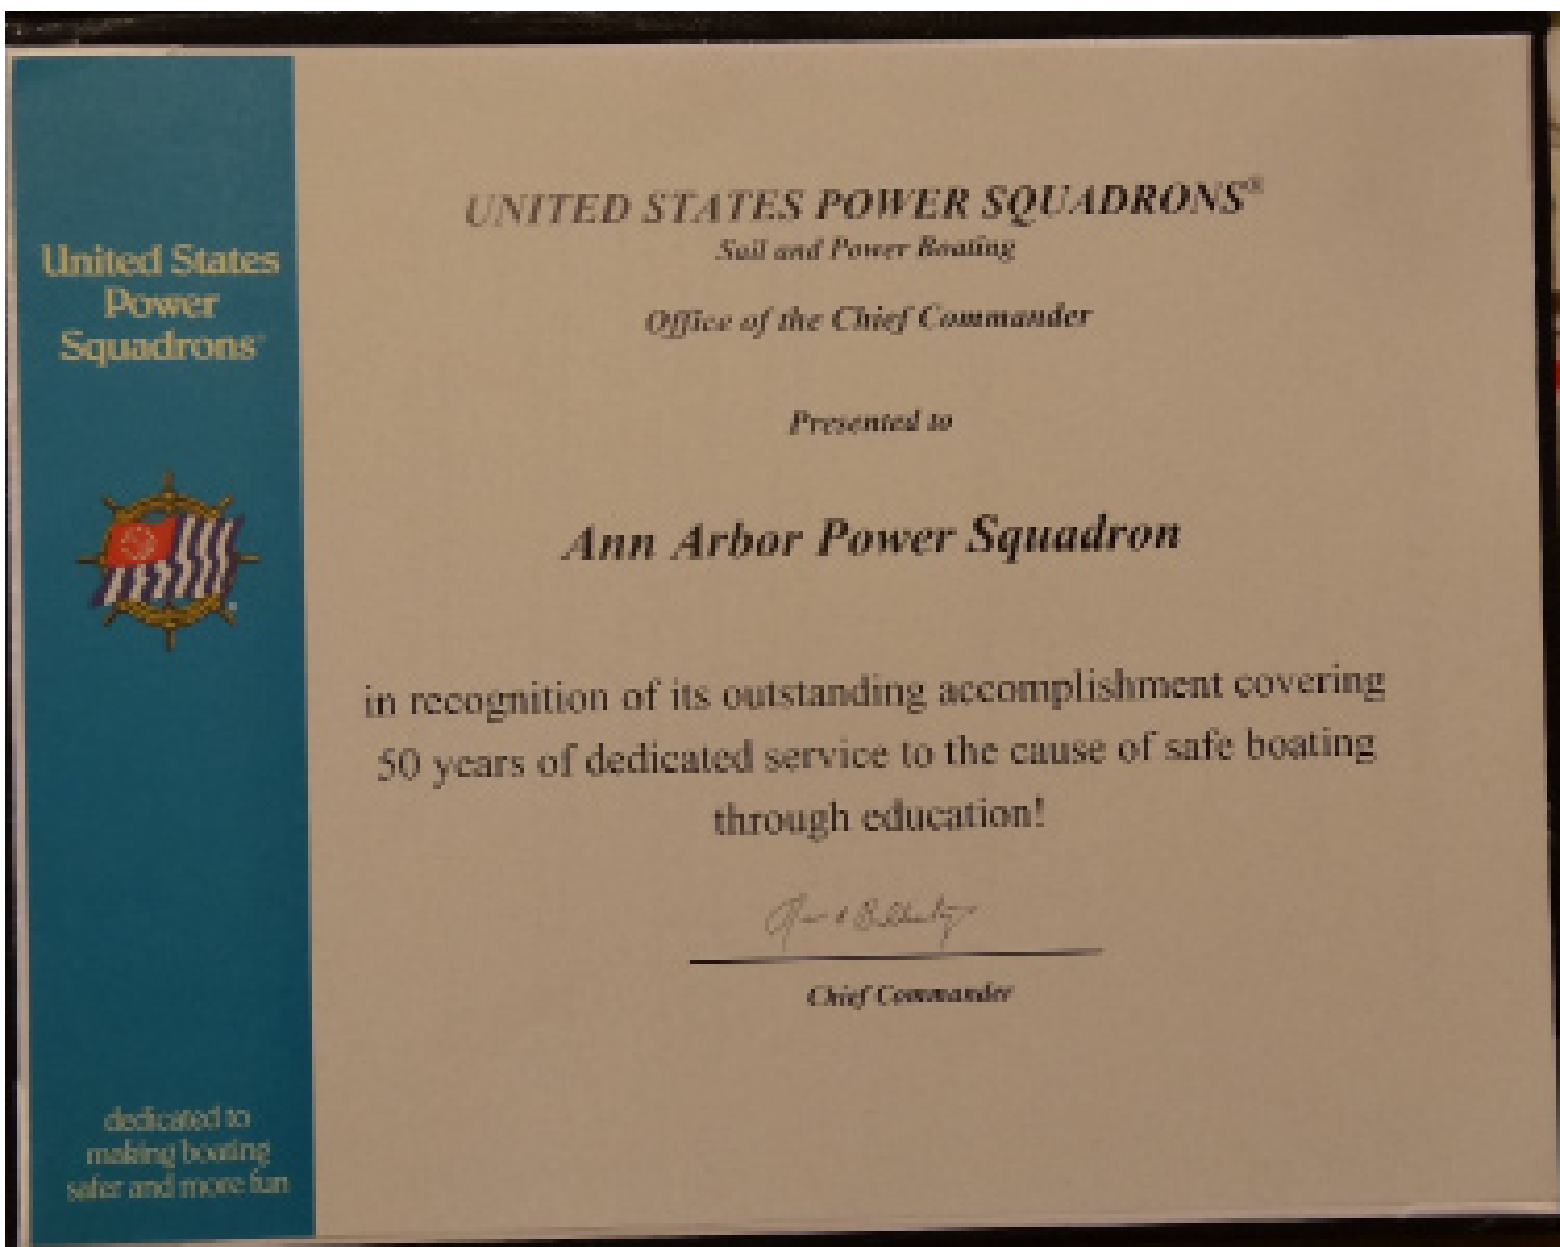 United States
Power
Squadrons
dedicated to
making boating
safer and more fun
UNITED STATES POWER SQUADRONS®
Sail and Power Boating
Office of the Chief Commander
Presented to
Ann Arbor Power Squadron
in recognition of its outstanding accomplishment covering
50 years of dedicated service to the cause of safe boating
through education!
Chief Commander